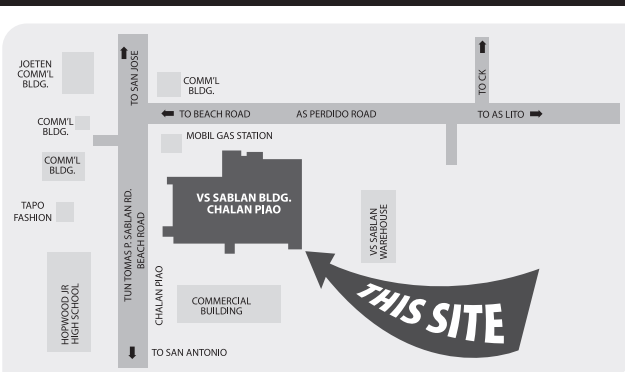 JOETEN
COMM'L
BLDG.
TO SAN JOSE
COMM'L
BLDG.
TO CK
TO BEACH ROAD
AS PERDIDO ROAD
TO AS LITO
COMM'L
BLDG.
MOBIL GAS STATION
COMM'L
BLDG.
VS SABLAN BLDG.
CHALAN PIAO
TAPO
FASHION
TUN TOMAS P. SABLAN RD.
BEACH ROAD
VS SABLAN
WAREHOUSE
HOPWOOD JR
HIGH SCHOOL
CHALAN PIAO
COMMERCIAL
BUILDING
THIS SITE
TO SAN ANTONIO